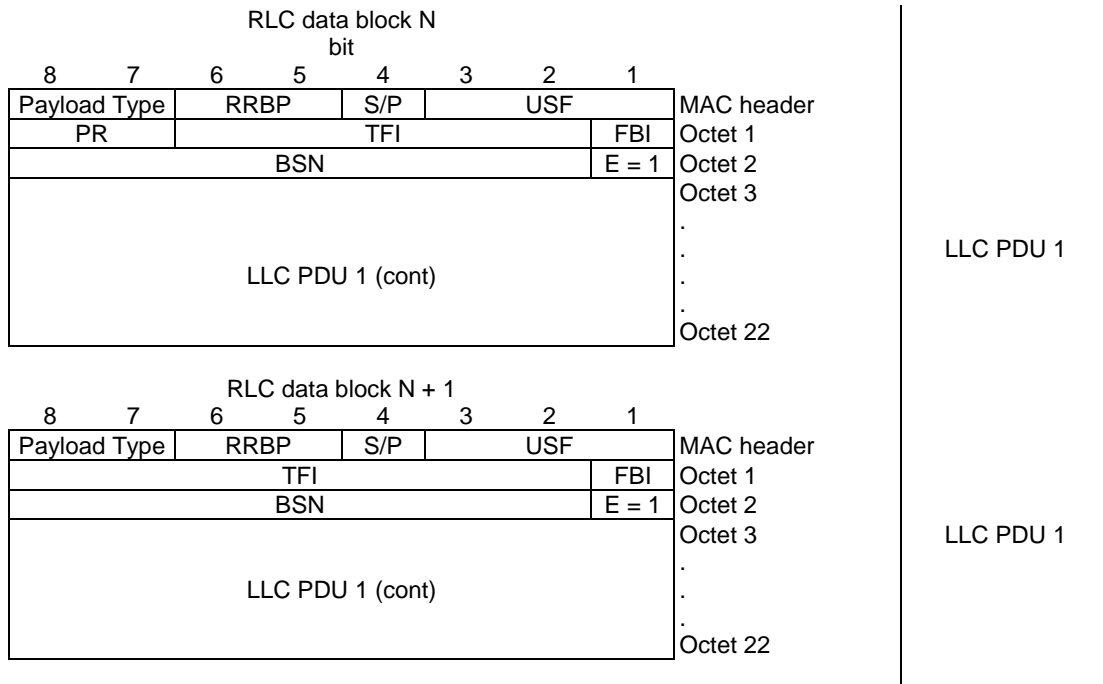 RLC data block N
bit
8 7 6 5 4 3 2 1
Payload Type RRBP S/P USF MAC header
PR TFI FBI Octet 1
BSN E = 1 Octet 2
Octet 3
.
. LLC PDU 1
LLC PDU 1 (cont) .
.
Octet 22
RLC data block N + 1
8 7 6 5 4 3 2 1
Payload Type RRBP S/P USF MAC header
TFI FBI Octet 1
BSN E = 1 Octet 2
Octet 3 LLC PDU 1
.
LLC PDU 1 (cont) .
.
Octet 22